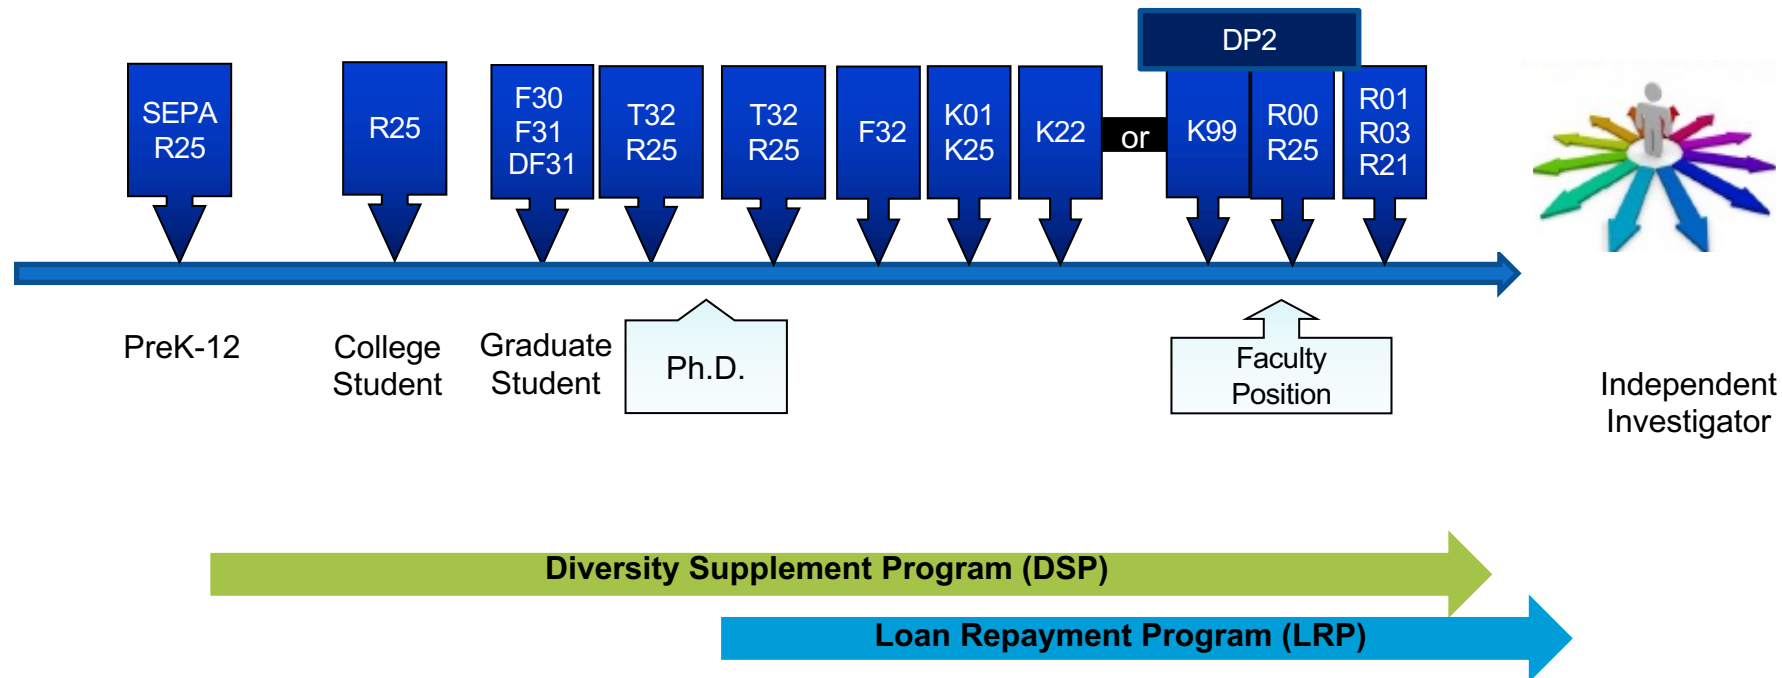 DP2
SEPA
R25
R25
F30
F31
DF31
T32
R25
T32
R25
F32
K01
K25
K22
or
K99
R00
R25
R01
R03
R21
PreK-12
College
Student
Graduate
Student
Ph.D.
Faculty
Position
Independent
Investigator
Diversity Supplement Program (DSP)
Loan Repayment Program (LRP)